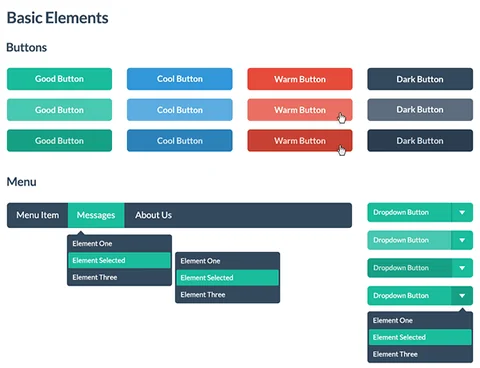 Basic Elements
Buttons
Good Button Cool Button Warm Button Dark Button
Good Button Cool Button Warm Button Dark Button
Good Button Cool Button Warm Button Dark Button
Menu
Menu Item Messages About Us
Element One
Element Selected
Element Three
Element One
Element Selected
Element Three
Dropdown Button
Dropdown Button
Dropdown Button
Dropdown Button
Element One
Element Selected
Element Three